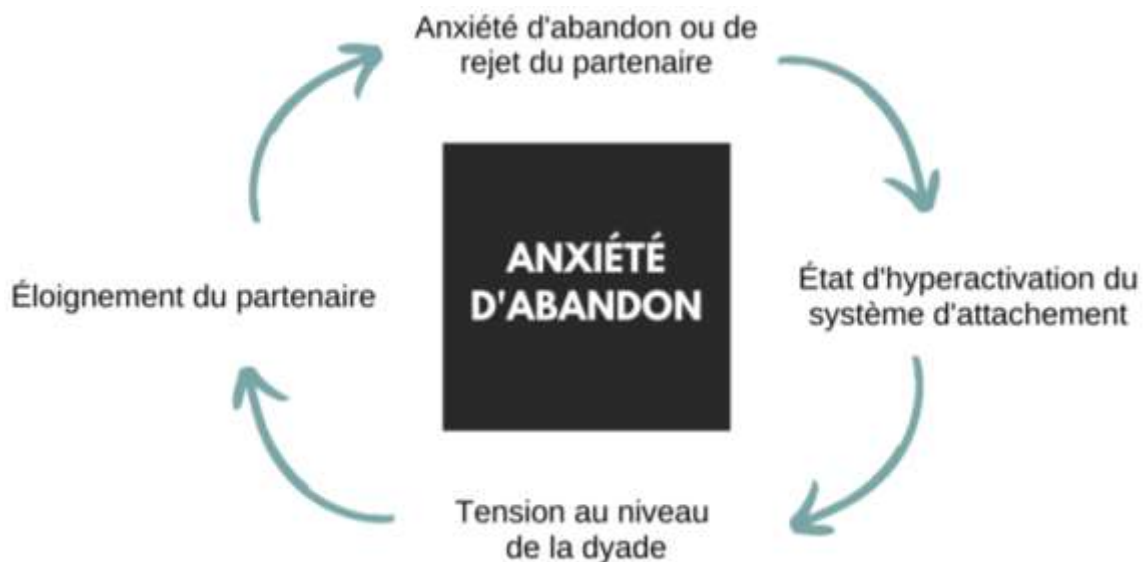 Anxiété d'abandon ou de
rejet du partenaire
ANXIÉTÉ
D'ABANDON
État d'hyperactivation du
système d'attachement
Tension au niveau
de la dyade
Éloignement du partenaire